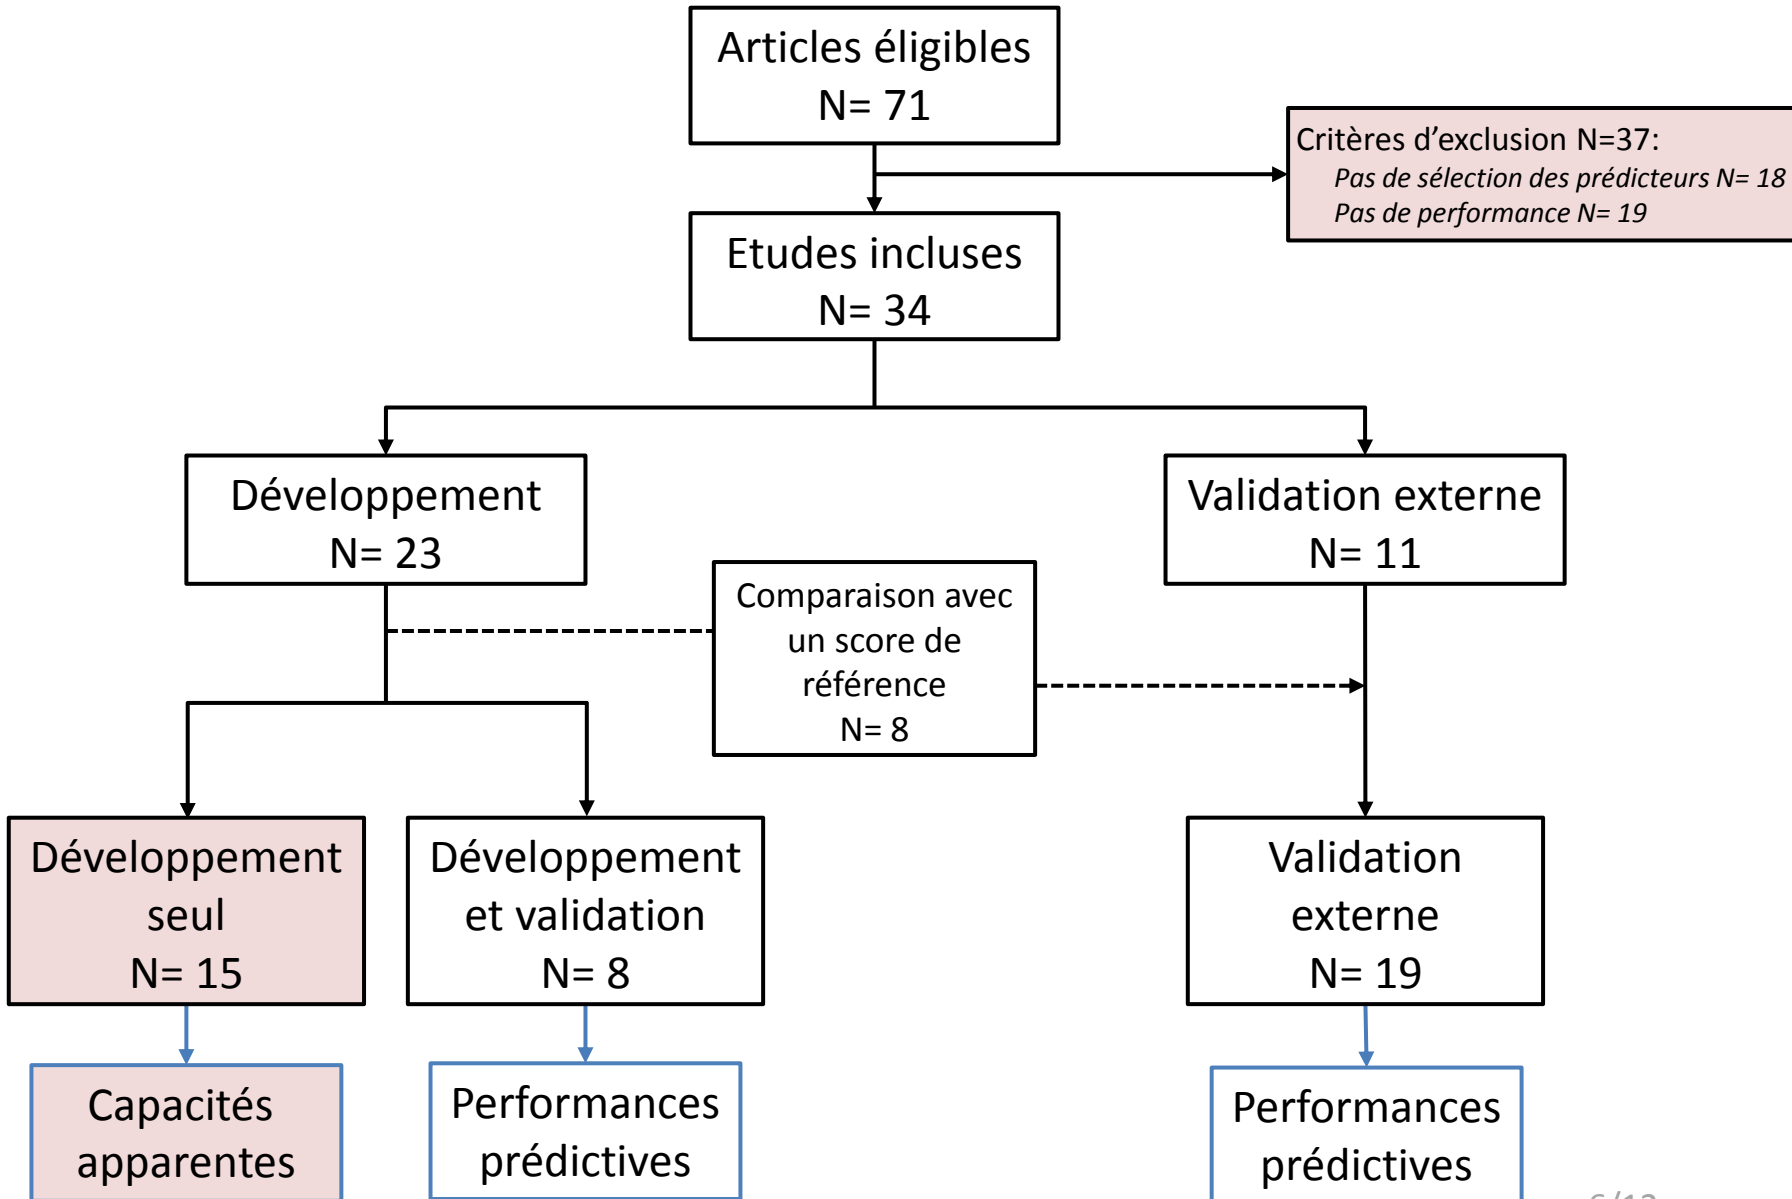 Articles éligibles
N= 71
Critères d'exclusion N=37:
Pas de sélection des prédicteurs N= 18
Pas de performance N= 19
Etudes incluses
N= 34
Développement
N= 23
Validation externe
N= 11
Comparaison avec
un score de
référence
N= 8
Développement
seul
N= 15
Développement
et validation
N= 8
Validation
externe
N= 19
Capacités
apparentes
Performances
prédictives
Performances
prédictives